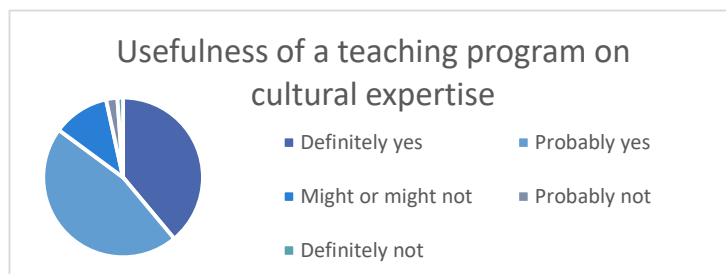 Usefulness of a teaching program on
cultural expertise
Definitely yes
Probably yes
Might or might not
Probably not
Definitely not